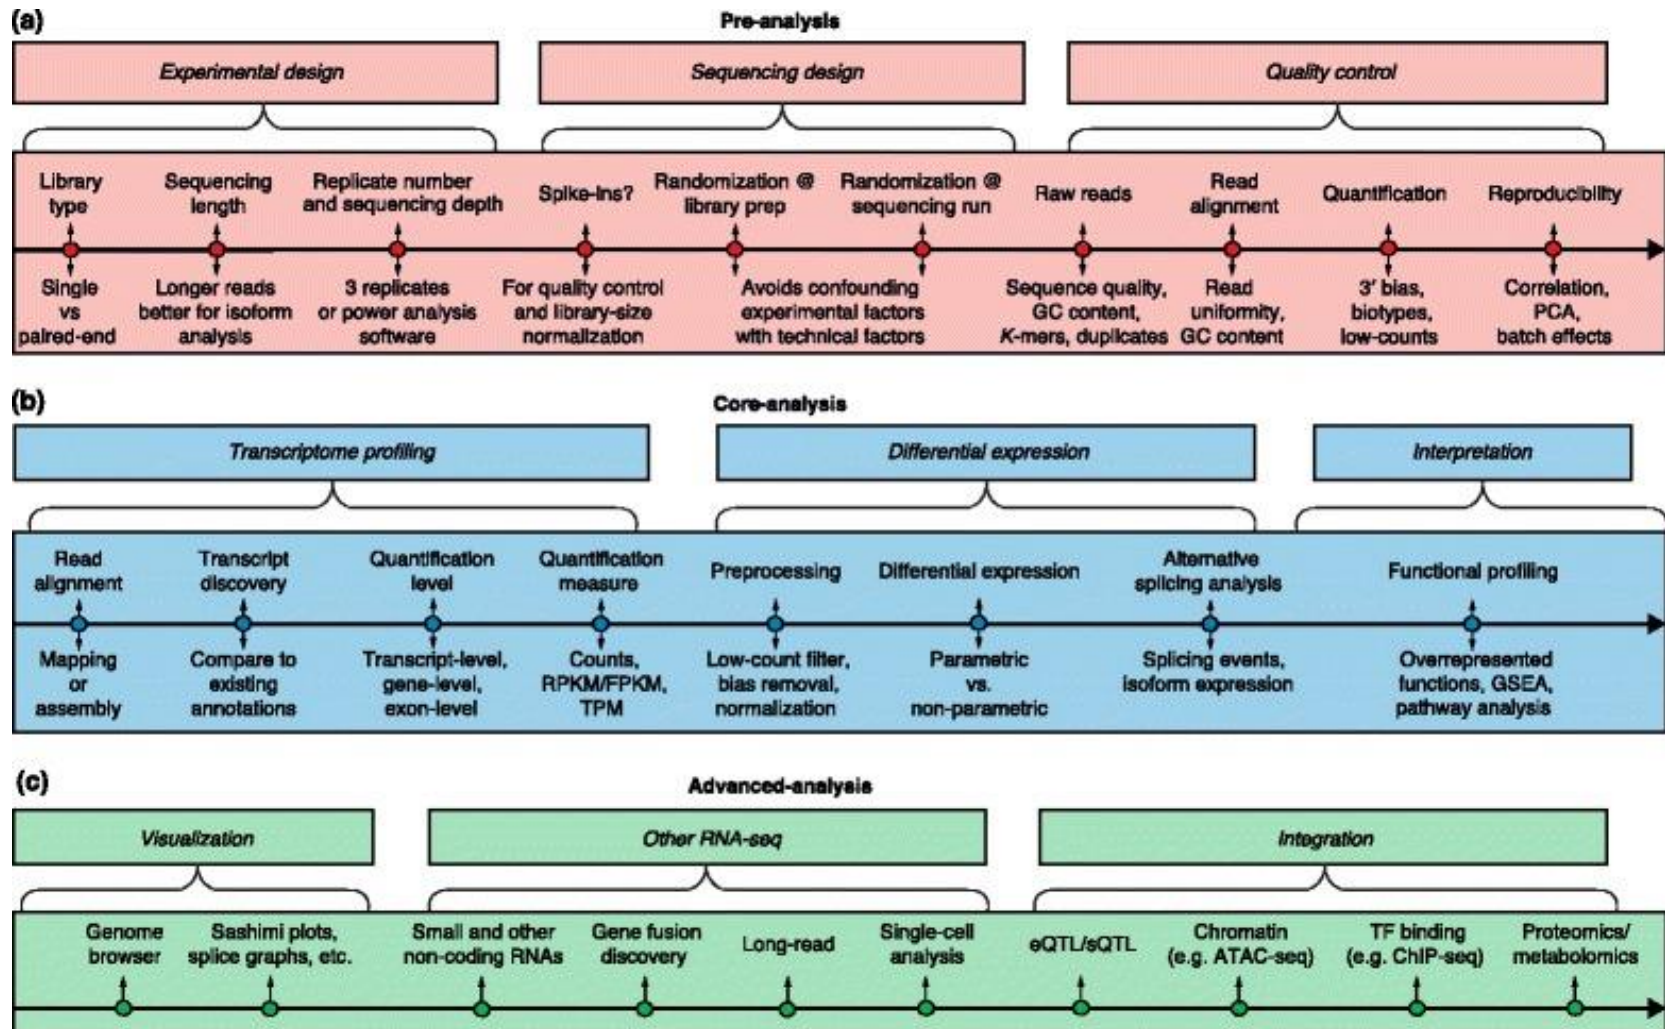 (a)
Pre-analysis
Experimental design
Sequencing design
Quality control
Library
type
Sequencing
length
Replicate number
and sequencing depth
Spike-ins?
Randomization @
library prep
Randomization @
sequencing run
Raw reads
Read
alignment
Quantification
Reproducibility
Single
vs
paired-end
Longer reads
better for isoform
analysis
3 replicates
or power analysis
software
For quality control
and library-size
normalization
Avoids confounding
experimental factors
with technical factors
Sequence quality,
GC content,
K-mers, duplicates
Read
uniformity,
GC content
3′ bias,
biotypes,
low-counts
Correlation,
PCA,
batch effects
(b)
Core-analysis
Transcriptome profiling
Differential expression
Interpretation
Read
alignment
Transcript
discovery
Quantification
level
Quantification
measure
Preprocessing
Differential expression
Alternative
splicing analysis
Functional profiling
Mapping
or
assembly
Compare to
existing
annotations
Transcript-level,
gene-level,
exon-level
Counts,
RPKM/FPKM,
TPM
Low-count filter,
bias removal,
normalization
Parametric
vs.
non-parametric
Splicing events,
isoform expression
Overrepresented
functions, GSEA,
pathway analysis
(c)
Advanced-analysis
Visualization
Other RNA-seq
Integration
Genome
browser
Sashimi plots,
splice graphs, etc.
Small and other
non-coding RNAs
Gene fusion
discovery
Long-read
Single-cell
analysis
eQTL/sQTL
Chromatin
(e.g. ATAC-seq)
TF binding
(e.g. ChIP-seq)
Proteomics/
metabolomics